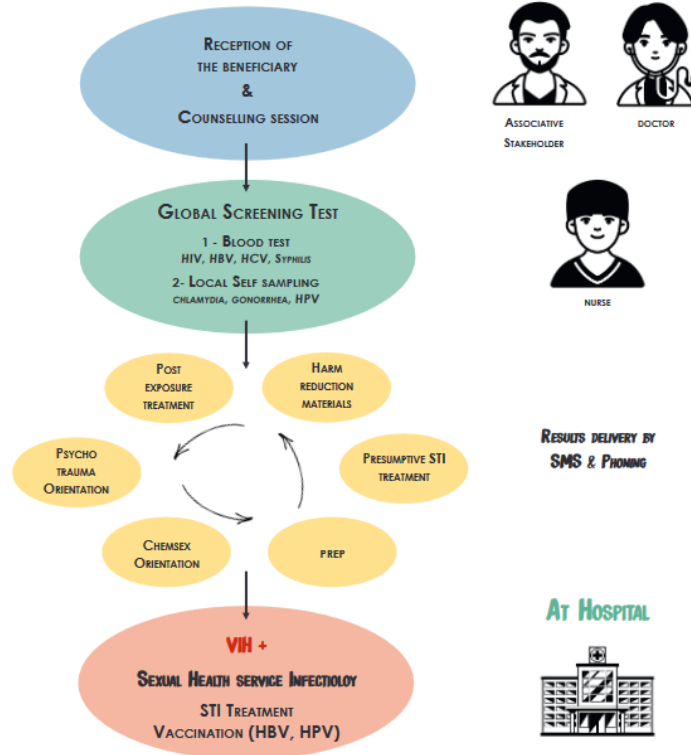 Reception of
the beneficiary
&
Counselling session
Associative
Stakeholder
doctor
Global Screening Test
1 - Blood test
HIV, HBV, HCV, Syphilis
2- Local Self sampling
chlamydia, gonorrhea, HPV
nurse
Post
exposure
treatment
Harm
reduction
materials
Psycho
trauma
Orientation
Presumptive STI
treatment
Chemsex
Orientation
prep
Results delivery by
SMS & Phoning
VIH +
Sexual Health service Infectioloy
STI Treatment
Vaccination (HBV, HPV)
At Hospital